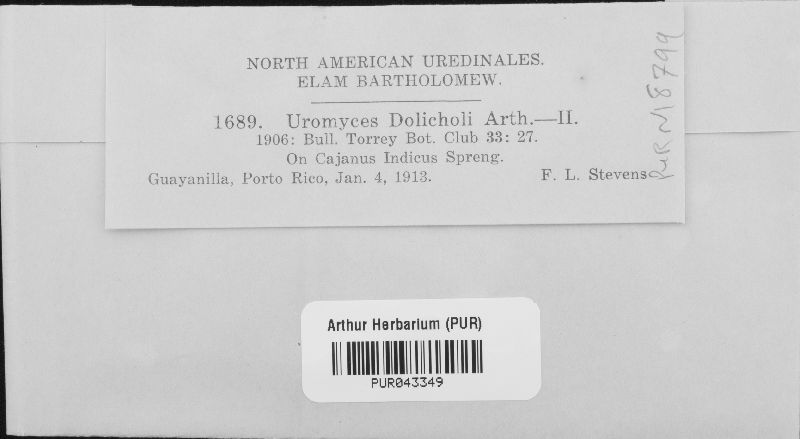 NORTH AMERICAN UREDINALES.
ELAM BARTHOLOMEW.
1689. Uromyces Dolicholi Arth.—II.
1906: Bull. Torrey Bot. Club 33: 27.
On Cajanus Indicus Spreng.
Guayanilla, Porto Rico, Jan. 4, 1913. F. L. Stevens
PUR N18799
Arthur Herbarium (PUR)
PUR043349